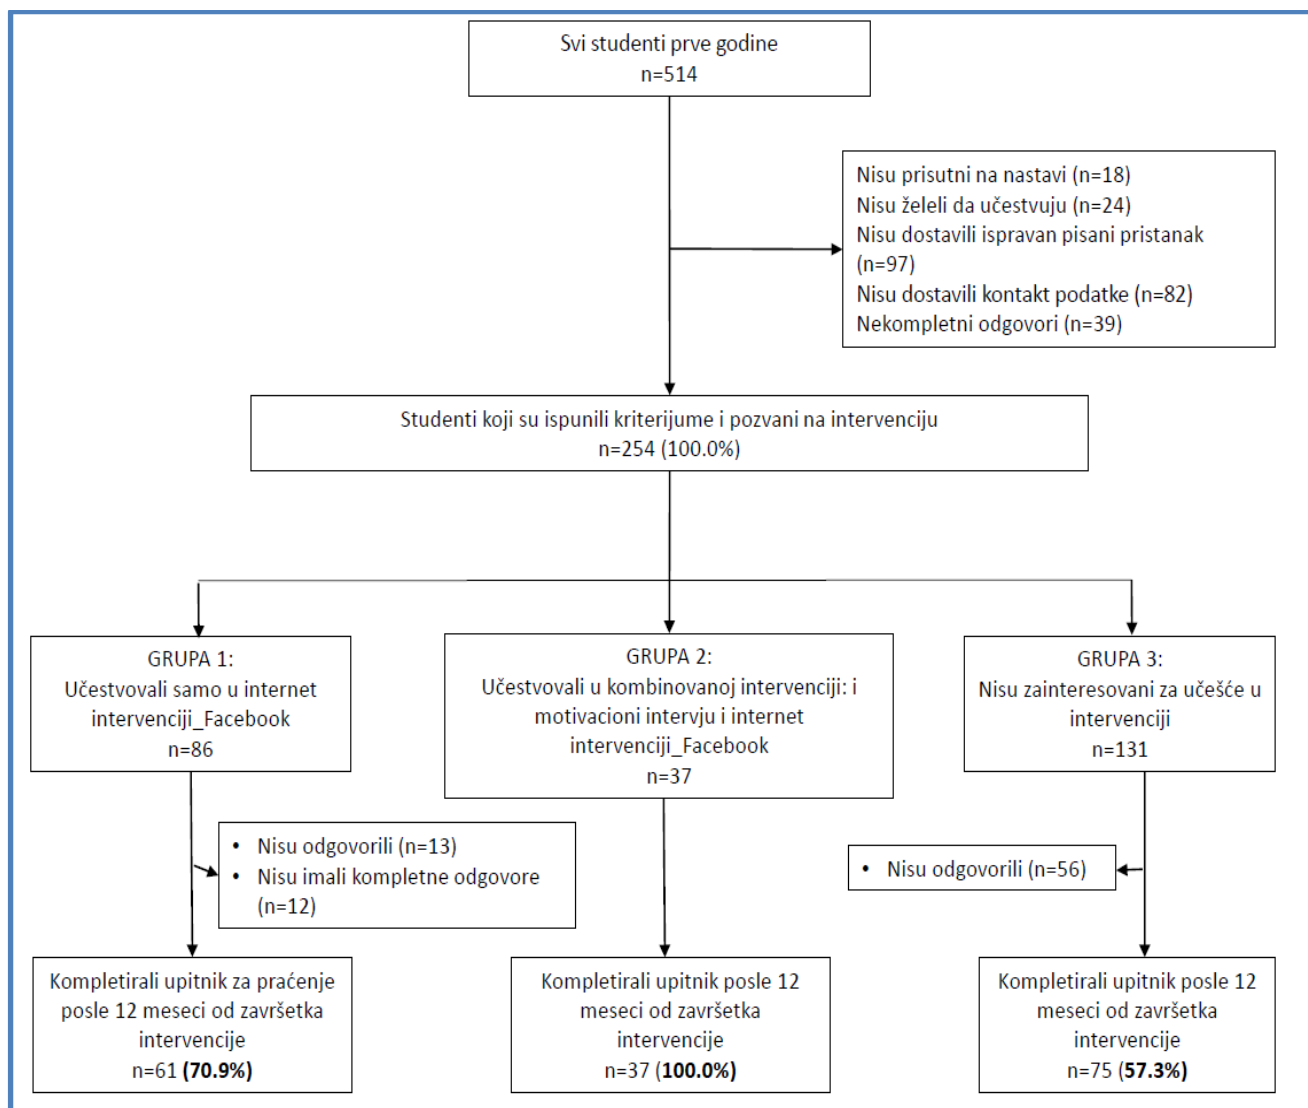 Svi studenti prve godine
n=514
Nisu prisutni na nastavi (n=18)
Nisu želeli da učestvuju (n=24)
Nisu dostavili ispravan pisani pristanak
(n=97)
Nisu dostavili kontakt podatke (n=82)
Nekompletni odgovori (n=39)
Studenti koji su ispunili kriterijume i pozvani na intervenciju
n=254 (100.0%)
GRUPA 1:
Učestvovali samo u internet
intervenciji_Facebook
n=86
GRUPA 2:
Učestvovali u kombinovanoj intervenciji: i
motivacioni intervju i internet
intervenciji_Facebook
n=37
GRUPA 3:
Nisu zainteresovani za učešće u
intervenciji
n=131
• Nisu odgovorili (n=13)
• Nisu imali kompletne odgovore
(n=12)
• Nisu odgovorili (n=56)
Kompletirali upitnik za praćenje
posle 12 meseci od završetka
intervencije
n=61 (70.9%)
Kompletirali upitnik posle 12
meseci od završetka
intervencije
n=37 (100.0%)
Kompletirali upitnik posle 12
meseci od završetka
intervencije
n=75 (57.3%)